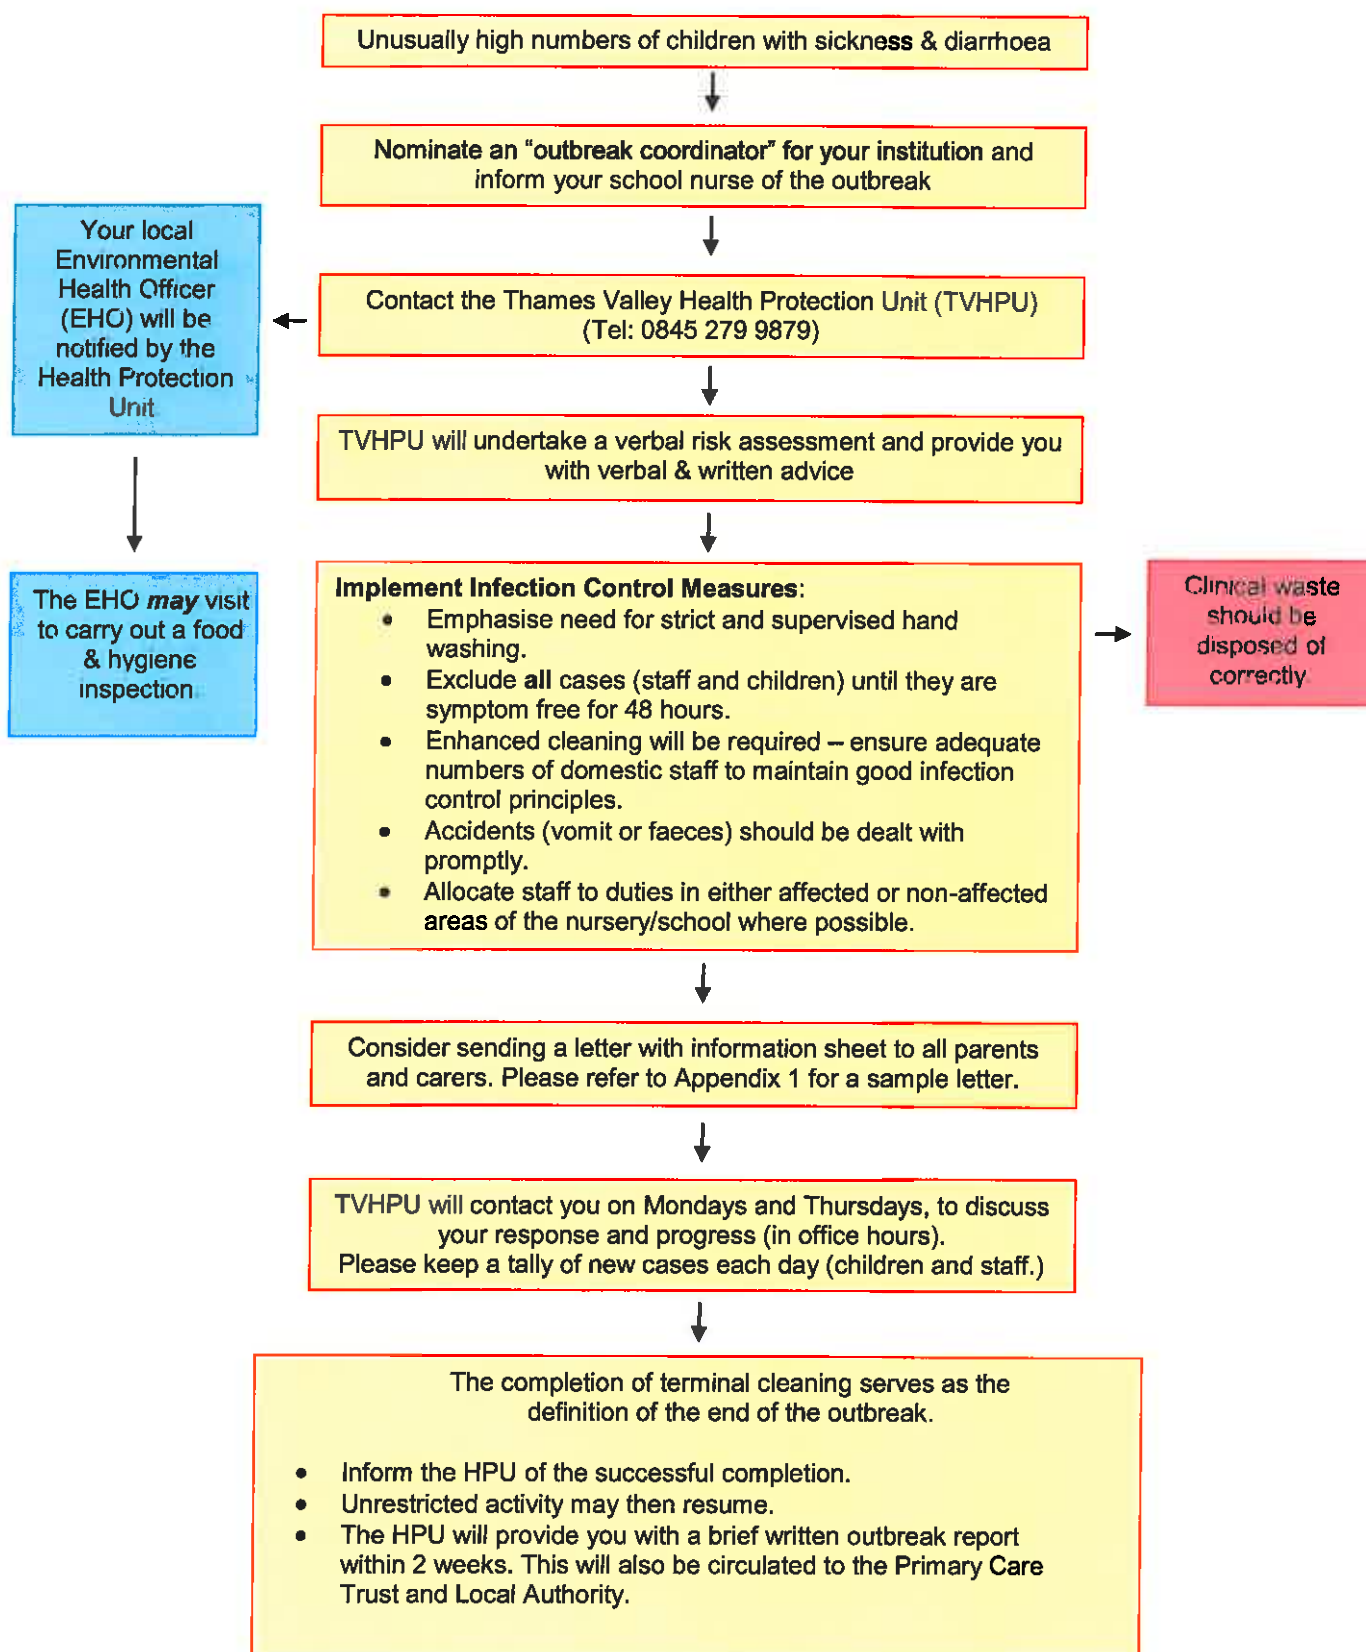 Unusually high numbers of children with sickness & diarrhoea
Nominate an "outbreak coordinator" for your institution and
inform your school nurse of the outbreak
Your local
Environmental
Health Officer
(EHO) will be
notified by the
Health Protection
Unit
Contact the Thames Valley Health Protection Unit (TVHPU)
(Tel: 0845 279 9879)
TVHPU will undertake a verbal risk assessment and provide you
with verbal & written advice
The EHO may visit
to carry out a food
& hygiene
inspection
Implement Infection Control Measures:
• Emphasise need for strict and supervised hand
washing.
• Exclude all cases (staff and children) until they are
symptom free for 48 hours.
• Enhanced cleaning will be required – ensure adequate
numbers of domestic staff to maintain good infection
control principles.
• Accidents (vomit or faeces) should be dealt with
promptly.
• Allocate staff to duties in either affected or non-affected
areas of the nursery/school where possible.
Clinical waste
should be
disposed of
correctly
Consider sending a letter with information sheet to all parents
and carers. Please refer to Appendix 1 for a sample letter.
TVHPU will contact you on Mondays and Thursdays, to discuss
your response and progress (in office hours).
Please keep a tally of new cases each day (children and staff.)
The completion of terminal cleaning serves as the
definition of the end of the outbreak.
• Inform the HPU of the successful completion.
• Unrestricted activity may then resume.
• The HPU will provide you with a brief written outbreak report
within 2 weeks. This will also be circulated to the Primary Care
Trust and Local Authority.